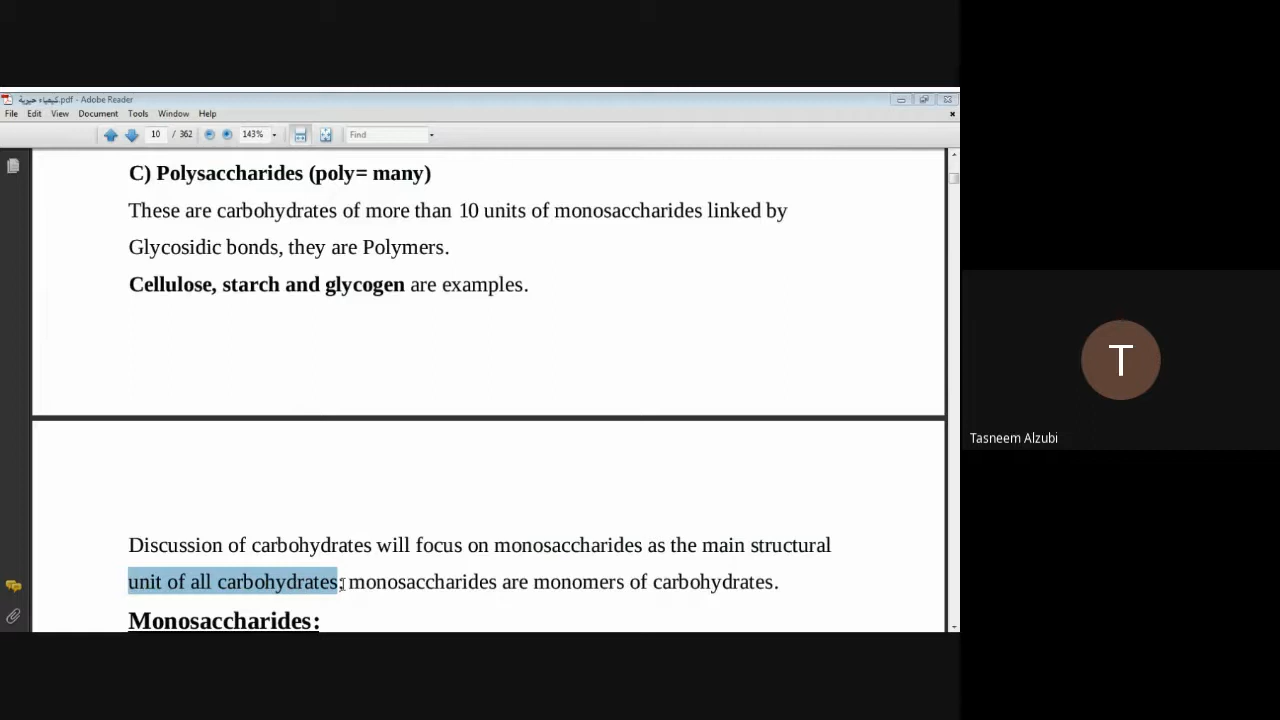 كيمياء حيوية.pdf - Adobe Reader
File Edit View Document Tools Window Help
10 / 362 143% Find
C) Polysaccharides (poly= many)
These are carbohydrates of more than 10 units of monosaccharides linked by
Glycosidic bonds, they are Polymers.
Cellulose, starch and glycogen are examples.
Discussion of carbohydrates will focus on monosaccharides as the main structural
unit of all carbohydrates; monosaccharides are monomers of carbohydrates.
Monosaccharides:
T
Tasneem Alzubi